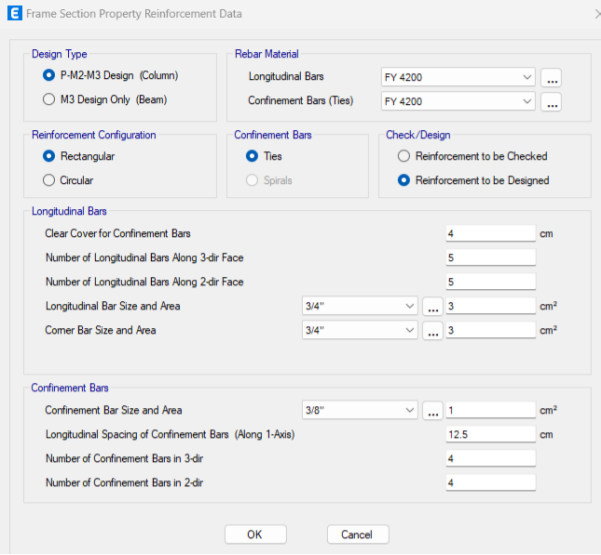 E Frame Section Property Reinforcement Data
Design Type
P-M2-M3 Design (Column)
M3 Design Only (Beam)
Rebar Material
Longitudinal Bars FY 4200 ...
Confinement Bars (Ties) FY 4200 ...
Reinforcement Configuration
Rectangular
Circular
Confinement Bars
Ties
Spirals
Check/Design
Reinforcement to be Checked
Reinforcement to be Designed
Longitudinal Bars
Clear Cover for Confinement Bars 4 cm
Number of Longitudinal Bars Along 3-dir Face 5
Number of Longitudinal Bars Along 2-dir Face 5
Longitudinal Bar Size and Area 3/4" ... 3 cm²
Corner Bar Size and Area 3/4" ... 3 cm²
Confinement Bars
Confinement Bar Size and Area 3/8" ... 1 cm²
Longitudinal Spacing of Confinement Bars (Along 1-Axis) 12.5 cm
Number of Confinement Bars in 3-dir 4
Number of Confinement Bars in 2-dir 4
OK Cancel